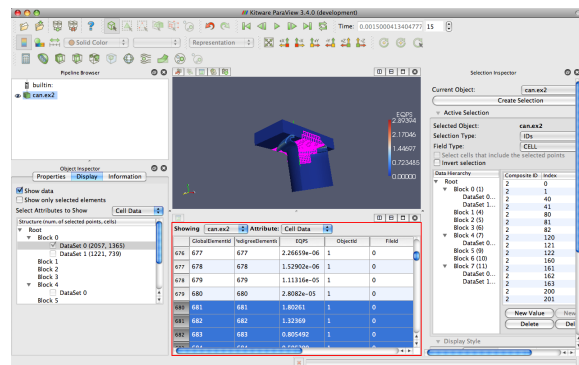 Kitware ParaView 3.4.0 (development)
Time: 0.0015000413404777 15
Solid Color
Representation
Pipeline Browser
builtin:
can.ex2
Object Inspector
Properties Display Information
Show data
Show only selected elements
Select Attributes to Show Cell Data
Structure (num. of selected points, cells)
Root
Block 0
DataSet 0 (2057, 1365)
DataSet 1 (1221, 739)
Block 1
Block 2
Block 3
Block 4
DataSet 0
Block 5
EQPS
2.89394
2.17046
1.44697
0.723485
0.00000
Showing can.ex2 Attribute: Cell Data
GlobalElementId EQPS ObjectId Field
676 677 677 2.26659e-06 1 0
677 678 678 1.52902e-06 1 0
678 679 679 1.11316e-05 1 0
679 680 680 2.8082e-05 1 0
680 681 681 1.80261 1 0
681 682 682 1.32369 1 0
682 683 683 0.805492 1 0
Selection Inspector
Current Object: can.ex2
Create Selection
Active Selection
Selected Object: can.ex2
Selection Type: IDs
Field Type: CELL
Select cells that include the selected points
Invert selection
Data Hierarchy
Root
Block 0 (1)
DataSet 0...
DataSet 1...
Block 1 (4)
Block 2 (5)
Block 3 (6)
Block 4 (7)
DataSet 0...
Block 5 (9)
Block 6 (10)
Block 7 (11)
DataSet 0...
DataSet 1...
Composite ID Index
2 0
2 1
2 40
2 41
2 80
2 81
2 82
2 120
2 121
2 122
2 160
2 161
2 162
2 163
2 200
2 201
New Value New
Delete Del
Display Style